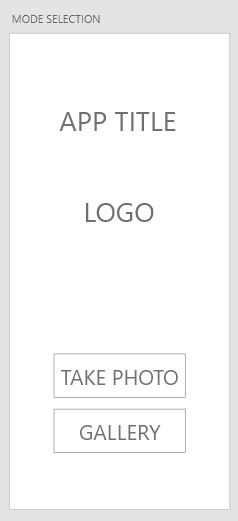 MODE SELECTION
APP TITLE
LOGO
TAKE PHOTO
GALLERY